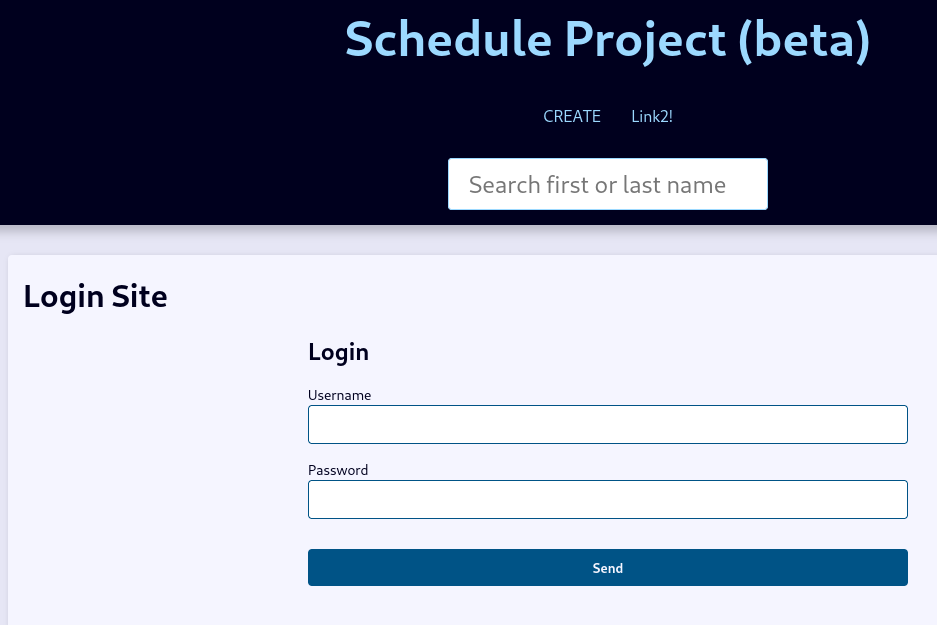 Schedule Project (beta)
CREATE Link2!
Search first or last name
Login Site
Login
Username
Password
Send